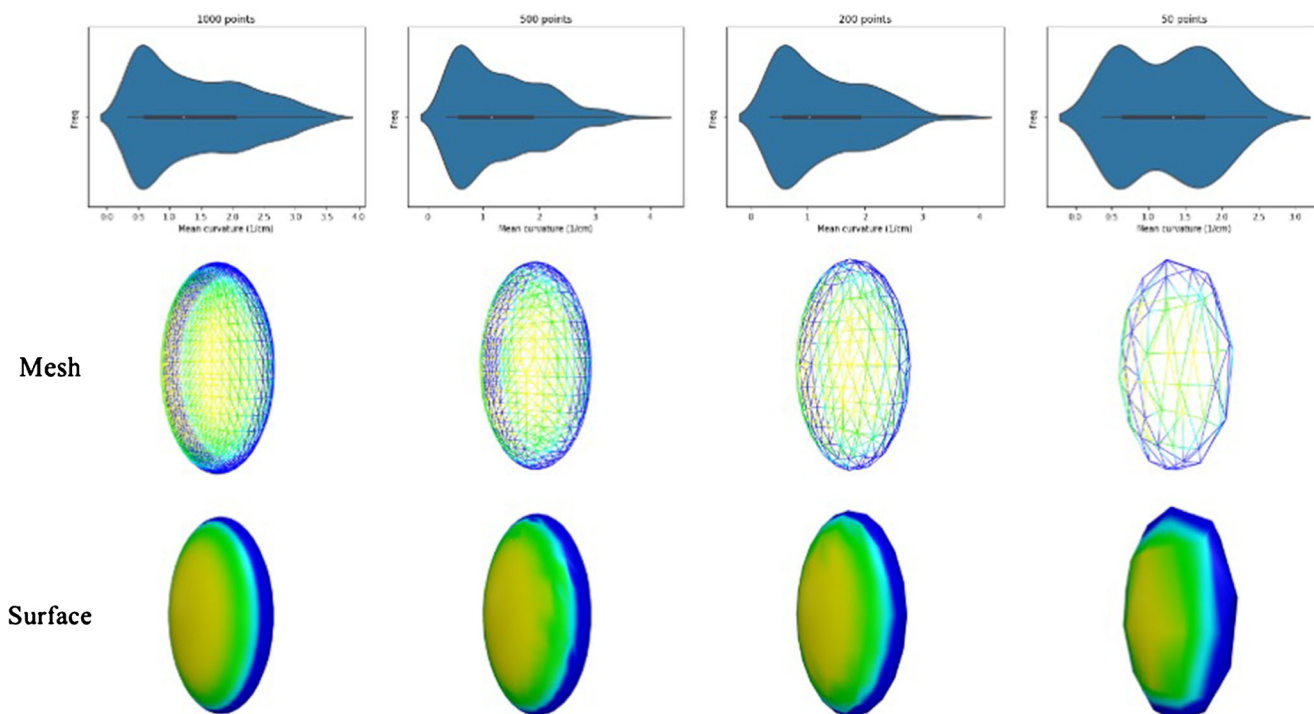 1000 points
500 points
200 points
50 points
Freq
Freq
Freq
Freq
0.0 0.5 1.0 1.5 2.0 2.5 3.0 3.5 4.0
0 1 2 3 4
0 1 2 3 4
0.0 0.5 1.0 1.5 2.0 2.5 3.0
Mean curvature (1/cm)
Mean curvature (1/cm)
Mean curvature (1/cm)
Mean curvature (1/cm)
Mesh
Surface